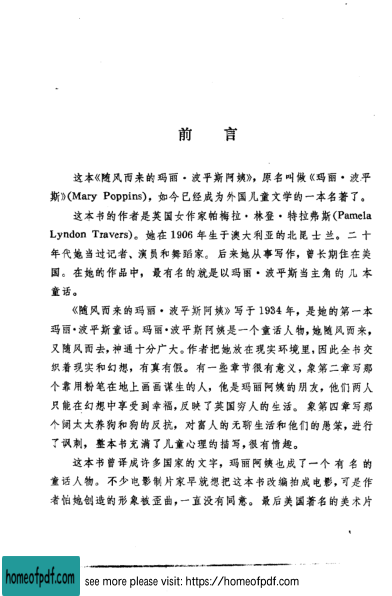 前 言
这本《随风而来的玛丽·波平斯阿姨》，原名叫做《玛丽·波平
斯》(Mary Poppins)，如今已经成为外国儿童文学的一本名著了。
这本书的作者是英国女作家帕梅拉·林登·特拉弗斯(Pamela
Lyndon Travers)。她在1906年生于澳大利亚的北昆士兰。二十
年代她当过记者、演员和舞蹈家。后来她从事写作，曾长期住在美
国。在她的作品中，最有名的就是以玛丽·波平斯当主角的几本
童话。
《随风而来的玛丽·波平斯阿姨》写于1934年，是她的第一本
玛丽·波平斯童话。玛丽·波平斯阿姨是一个童话人物，她随风而来，
又随风而去，神通十分广大。作者把她放在现实环境里，因此全书交
织着现实和幻想，有真有假。有一些章节很有意义，象第二章写那
个靠用粉笔在地上画画谋生的人，他是玛丽阿姨的朋友，他们两人
只能在幻想中享受到幸福，反映了英国穷人的生活。象第四章写那
个阔太太养狗和狗的反抗，对富人的无聊生活和他们的愚笨，进行
了讽刺，整本书充满了儿童心理的描写，很有情趣。
这本书曾译成许多国家的文字，玛丽阿姨也成了一个有名的
童话人物。不少电影制片家早就想把这本书改编拍成电影，可是作
者怕她创造的形象被歪曲，一直没有同意。最后美国著名的美术片
homeofpdf.com
see more please visit: https://homeofpdf.com